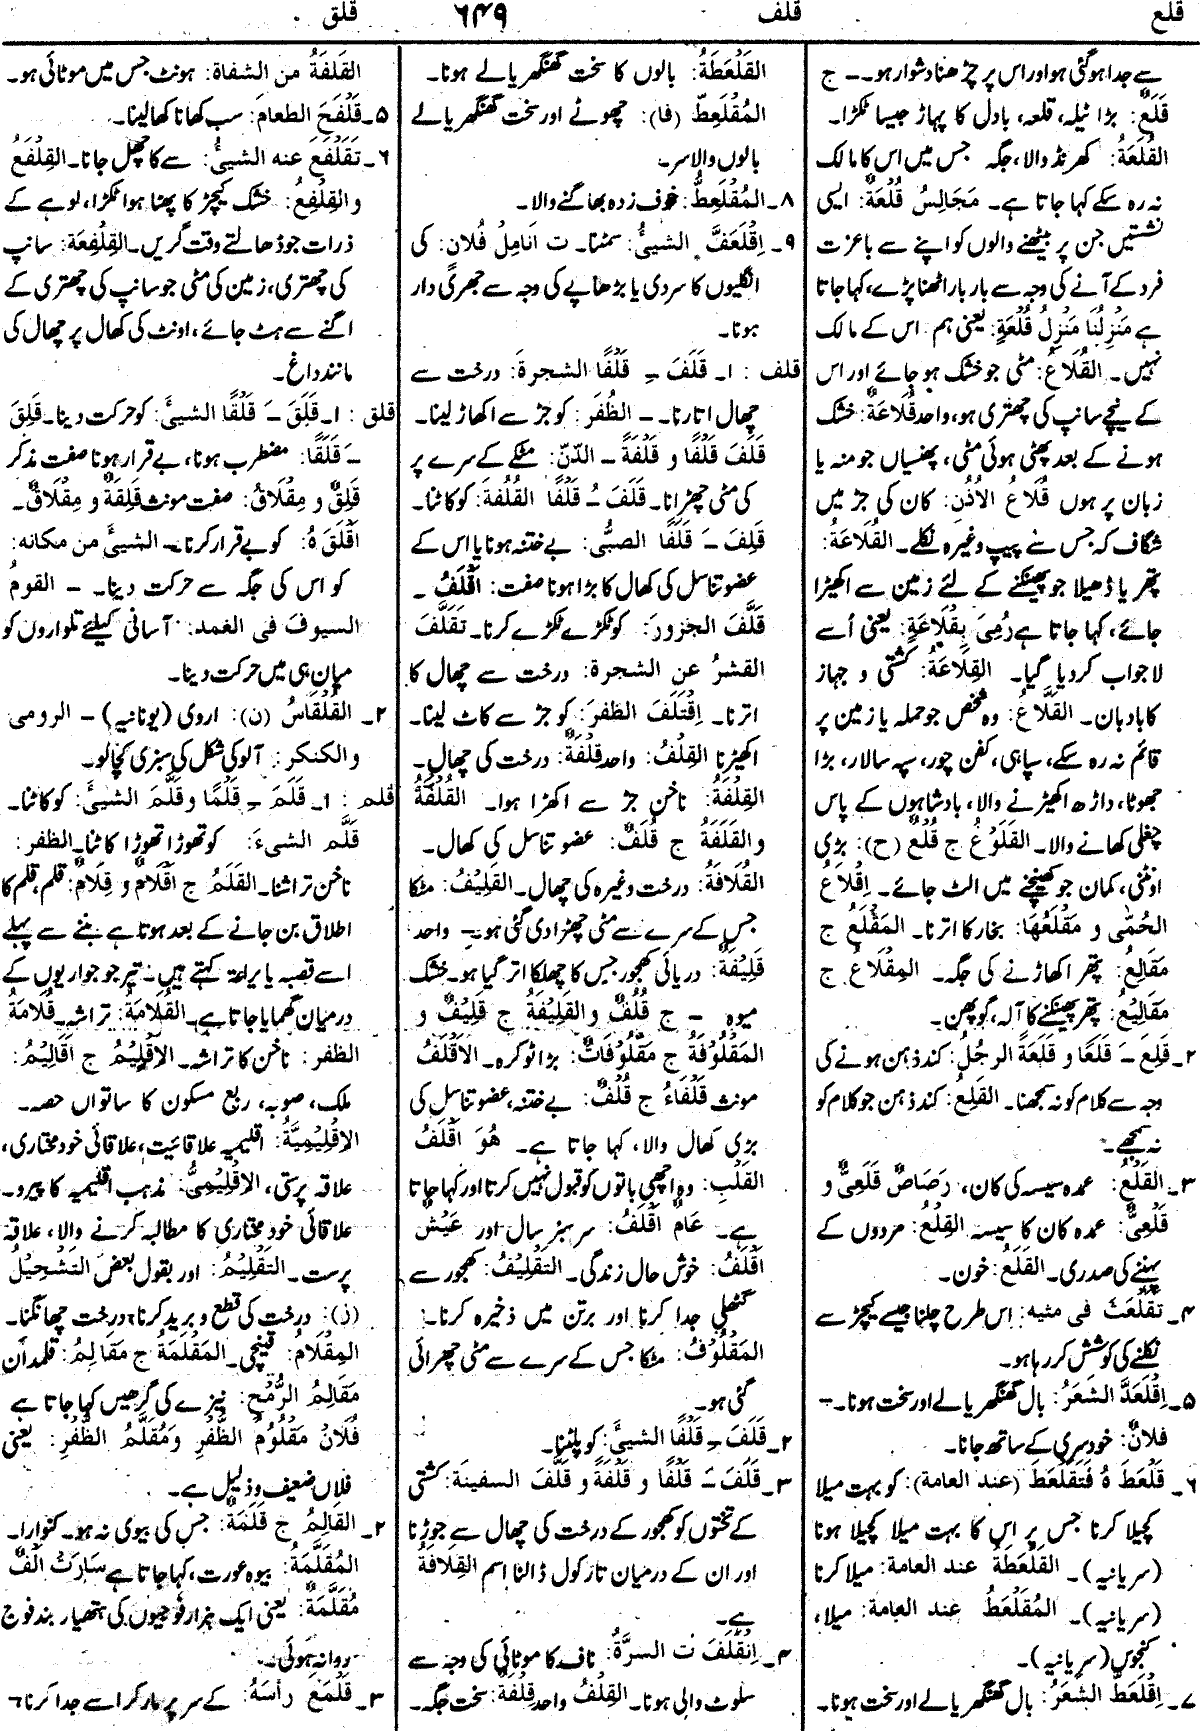 قلع
قلف
٦٤٩
قلق
سے جدا ہوگئی ہو اور اس پر چڑھنا دشوار ہو۔ – ج
قَلَعٌ: بڑا ٹیلہ، قلعہ، بادل کا پہاڑ جیسا ٹکڑا۔
القُلَعَةُ: کھرنڈ والا، جگہ جس میں اس کا مالک
نہ رہ سکے کہا جاتا ہے۔ مَجَالِسُ قُلْعَةٌ: ایسی
نشستیں جن پر بیٹھنے والوں کو اپنے سے باعزت
فرد کے آنے کی وجہ سے بار بار اٹھنا پڑے، کہا جاتا
ہے مَنْزِلُنَا مَنْزِلُ قُلْعَةٍ: یعنی ہم اس کے مالک
نہیں۔ القُلَاعُ: مٹی جو خشک ہو جائے اور اس
کے نیچے سانپ کی چھتری ہو، واحد قُلَاعَةٌ: خشک
ہونے کے بعد پھٹی ہوئی مٹی، پھنسیاں جو منہ یا
زبان پر ہوں قُلَاعُ الاُذُنِ: کان کی جڑ میں
شگاف کہ جس سے پیپ وغیرہ نکلے۔ القُلَاعَةُ:
پتھر یا ڈھیلا جو پھینکنے کے لئے زمین سے اکھیڑا
جائے، کہا جاتا ہے رُمِیَ بِقُلَاعَةٍ: یعنی اُسے
لا جواب کر دیا گیا۔ القِلَاعَةُ: کشتی و جہاز
کا بادبان۔ القَلَّاعُ: وہ شخص جو حملہ یا زمین پر
قائم نہ رہ سکے، سپاہی، کفن چور، سپہ سالار، بڑا
جھوٹا، داڑھ اکھیڑنے والا، بادشاہوں کے پاس
چغلی کھانے والا۔ القَلُوْعُ ج قُلُعٌ (ح): بڑی
اونٹنی، کمان جو کھینچنے میں الٹ جائے۔ اِقْلَاعُ
الحُمّٰی و مَقْلَعُهَا: بخار کا اترنا۔ المَقْلَعُ ج
مَقَالِعُ: پتھر اکھاڑنے کی جگہ۔ المِقْلَاعُ ج
مَقَالِیْعُ: پتھر پھینکنے کا آلہ، گوپھن۔
٢۔ قَلِعَ – قَلَعًا و قَلَعَةً الرجلُ: کند ذہن ہونے کی
وجہ سے کلام کو نہ سمجھنا۔ القَلِعُ: کند ذہن جو کلام کو
نہ سمجھے۔
٣۔ القَلْعُ: عمدہ سیسہ کی کان، رَصَاصٌ قَلَعِیٌّ و
قَلْعِیٌّ: عمدہ کان کا سیسہ القِلْعُ: مردوں کے
پہننے کی صدری۔ القَلَعُ: خون۔
٤۔ تَقَلْعَثَ فی مشیه: اس طرح چلنا جیسے کیچڑ سے
نکلنے کی کوشش کر رہا ہو۔
٥۔ اِقْلَعَدَّ الشَعَرُ: بال گھنگھریالے اور سخت ہونا۔ –
فلانٌ: خودسری کے ساتھ جانا۔
٦۔ قَلْعَطَ هُ فَتَقَلْعَطَ (عند العامة): کو بہت میلا
کچیلا کرنا جس پر اس کا بہت میلا کچیلا ہونا
(سریانیہ)۔ القَلْعَطَةُ عند العامة: میلا کرنا
(سریانیہ)۔ المُقَلْعَطُ عند العامة: میلا،
کنجوس (سریانیہ)۔
٧۔ اِقْلَعَطَّ الشَعَرُ: بال گھنگھریالے اور سخت ہونا۔
القَلْعَطَةُ: بالوں کا سخت گھنگھریالے ہونا۔
المُقْلَعِطّ (فا): چھوٹے اور سخت گھنگھریالے
بالوں والا سر۔
٨۔ المُقْلَعِطُّ: خوف زدہ بھاگنے والا۔
٩۔ اِقْلَعَفَّ الشیئُ: سمٹنا۔ ت اَنَامِلُ فُلان: کی
انگلیوں کا سردی یا بڑھاپے کی وجہ سے جھری دار
ہونا۔
قلف : ١۔ قَلَفَ – قَلْفًا الشجرةَ: درخت سے
چھال اتارنا۔ – الظُفرَ: کو جڑ سے اکھاڑ لینا۔
قَلَفَ قَلْفًا و قَلْفَةً – الدّنَّ: مٹکے کے سرے پر
کی مٹی چھڑانا۔ قَلَفَ – قَلْفًا القُلْفةَ: کو کاٹنا۔
قَلِفَ – قَلَفًا الصبُّی: بے ختنہ ہونا یا اس کے
عضو تناسل کی کھال کا بڑا ہونا صفت: اَقْلَفُ۔
قَلَّفَ الجزورَ: کو ٹکڑے ٹکڑے کرنا۔ تَقَلَّفَ
القشرُ عن الشجرة: درخت سے چھال کا
اترنا۔ اِقْتَلَفَ الظفرَ: کو جڑ سے کاٹ لینا۔
اکھیڑنا القِلْفُ: واحد قِلْفَةٌ: درخت کی چھال۔
القِلْفَةُ: ناخن جڑ سے اکھڑا ہوا۔ القُلْفَةُ
والقَلَفَةُ ج قُلَفٌ: عضو تناسل کی کھال۔
القُلَافَةُ: درخت وغیرہ کی چھال۔ القَلِیْفُ: مٹکا
جس کے سرے سے مٹی چھڑا دی گئی ہو۔ – واحد
قَلِیْفَةٌ: دریائی کھجور جس کا چھلکا اتر گیا ہو۔ خشک
میوہ – ج قُلُفٌ والقَلِیْفَةُ ج قَلِیْفٌ و
المَقْلُوْفَةُ ج مَقْلُوْفَاتٌ: بڑا ٹوکرہ۔ الاَقْلَفُ
مونث قَلْفَاءُ ج قُلْفٌ: بے ختنہ، عضو تناسل کی
بڑی کھال والا، کہا جاتا ہے۔ هُوَ اَقْلَفُ
القَلْبِ: وہ اچھی باتوں کو قبول نہیں کرتا اور کہا جاتا
ہے۔ عَامٌ اَقْلَفُ: سرسبز سال اور عَیْشٌ
اَقْلَفُ: خوش حال زندگی۔ التَقْلِیْفُ: کھجور سے
گٹھلی جدا کرنا اور برتن میں ذخیرہ کرنا۔
المَقْلُوْفُ: مٹکا جس کے سرے سے مٹی چھرائی
گئی ہو۔
٢۔ قَلَفَ – قَلْفًا الشیئَ: کو پلٹنا۔
٣۔ قَلَفَ – قَلْفًا و قَلْفَةً و قَلَّفَ السفینةَ: کشتی
کے تختوں کو کھجور کے درخت کی چھال سے جوڑنا
اور ان کے درمیان تارکول ڈالنا اسم القِلَافَةُ
ہے۔
٤۔ اِنْقَلَفَ ت السرَّةُ: ناف کا موٹائی کی وجہ سے
سلوٹ والی ہونا۔ القِلْفُ واحد قِلْفَةٌ: سخت جگہ۔
القَلِفَةُ من الشفاة: ہونٹ جس میں موٹائی ہو۔
٥۔ قَلْفَحَ الطعامَ: سب کھانا کھا لینا۔
٦۔ تَقَلْفَعَ عنه الشیئُ: سے کا چھل جانا۔ القِلْفَعُ
والقِلْفِعُ: خشک کیچڑ کا پھٹا ہوا ٹکڑا، لوہے کے
ذرات جو ڈھالتے وقت گریں۔ القِلْفِعَة: سانپ
کی چھتری، زمین کی مٹی جو سانپ کی چھتری کے
اگنے سے ہٹ جائے، اونٹ کی کھال پر چھال کی
مانند داغ۔
قلق : ١۔ قَلَقَ – قَلْقًا الشیئَ: کو حرکت دینا۔ قَلِقَ
– قَلَقًا: مضطرب ہونا، بے قرار ہونا صفت مذکر
قَلِقٌ و مِقْلَاقٌ: صفت مونث قَلِقَةٌ و مِقْلَاقٌ۔
اَقْلَقَ هُ: کو بے قرار کرنا۔ – الشیئَ من مکانه:
کو اس کی جگہ سے حرکت دینا۔ – القومُ
السیوفَ فی الغمد: آسانی کیلئے تلواروں کو
میان ہی میں حرکت دینا۔
٢۔ القُلْقَاسُ (ن): اروی (یونانیہ) – الرومی
والکنکر: آلو کی شکل کی سبزی کچالو۔
قلم : ١۔ قَلَمَ – قَلْمًا و قَلَّمَ الشیئَ: کو کاٹنا۔
قَلَّم الشیءَ: کو تھوڑا تھوڑا کاٹنا۔ الظفر:
ناخن تراشنا۔ القَلَمُ ج اَقْلَامٌ و قِلَامٌ: قلم، قلم کا
اطلاق بن جانے کے بعد ہوتا ہے بننے سے پہلے
اسے قصبہ یا یراعۃ کہتے ہیں۔ تیر جو جواریوں کے
درمیان گھمایا جاتا ہے۔ القُلَامَةُ: تراشہ۔ قُلَامَةُ
الظفر: ناخن کا تراشہ۔ الاِقْلِیْمُ ج اَقَالِیْمُ:
ملک، صوبہ، ربع مسکون کا ساتواں حصہ۔
الاِقْلِیْمِیَّةُ: اقلیمیہ علاقائیت، علاقائی خودمختاری،
علاقہ پرستی، الاِقْلِیْمِیُّ: مذہب اقلیمیہ کا پیرو۔
علاقائی خودمختاری کا مطالبہ کرنے والا، علاقہ
پرست۔ التَقْلِیْمُ: اور بقول بعض التَشْحِیْلُ
(ز): درخت کی قطع و برید کرنا، درخت چھانگنا۔
المِقْلَامُ: قینچی۔ المَقْلَمَةُ ج مَقَالِمُ: قلمدان
مَقَالِمُ الرُّمْحِ: نیزے کی گرھیں کہا جاتا ہے
فُلَانٌ مَقْلُوْمُ الظُفْرِ وَمُقَلَّمُ الظُفْرِ: یعنی
فلاں ضعیف و ذلیل ہے۔
٢۔ القَالِمُ ج قَلَمَةٌ: جس کی بیوی نہ ہو۔ کنوارا۔
المُقَلَّمَةُ: بیوہ عورت، کہا جاتا ہے سَارَتْ اَلْفٌ
مُقَلَّمَةٌ: یعنی ایک ہزار فوجیوں کی ہتھیار بند فوج
روانہ ہوئی۔
٣۔ قَلْمَعَ رأسَهُ: کے سر پر مار کر اسے جدا کرنا